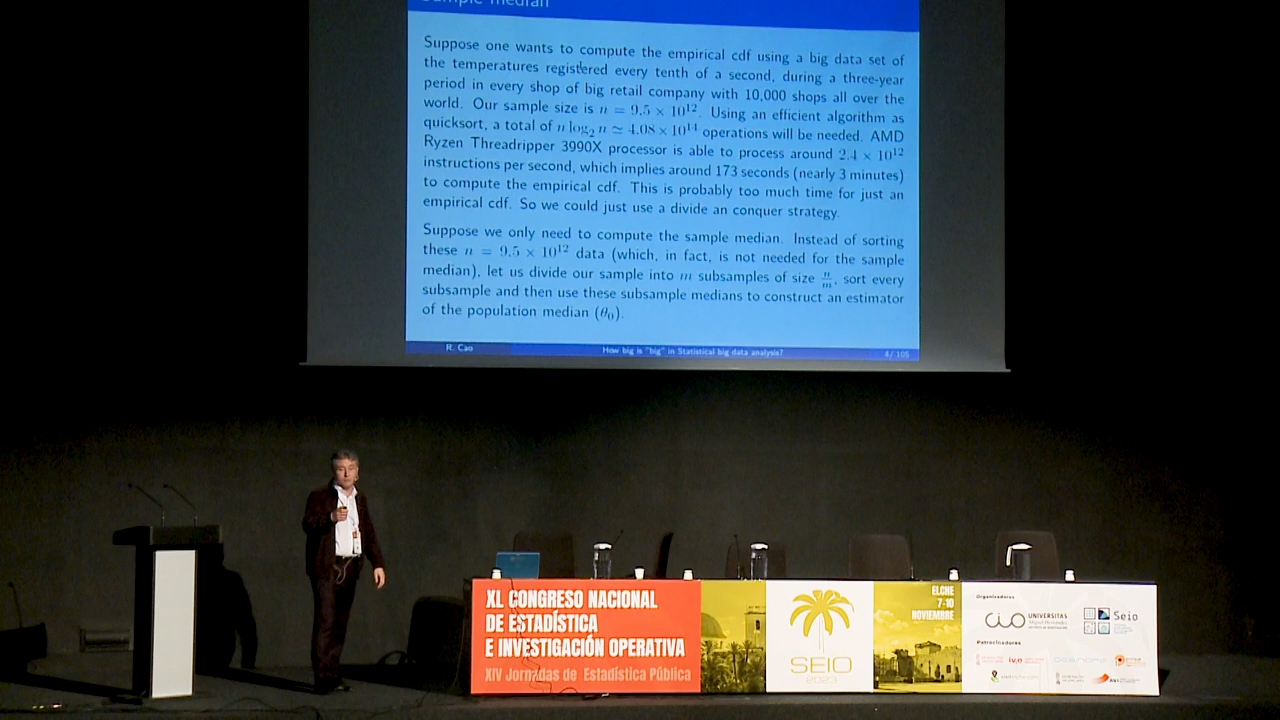 Sample median
Suppose one wants to compute the empirical cdf using a big data set of
the temperatures registered every tenth of a second, during a three-year
period in every shop of big retail company with 10,000 shops all over the
world. Our sample size is n = 9.5 × 10¹². Using an efficient algorithm as
quicksort, a total of n log₂ n ≃ 4.08 × 10¹⁴ operations will be needed. AMD
Ryzen Threadripper 3990X processor is able to process around 2.4 × 10¹²
instructions per second, which implies around 173 seconds (nearly 3 minutes)
to compute the empirical cdf. This is probably too much time for just an
empirical cdf. So we could just use a divide an conquer strategy.
Suppose we only need to compute the sample median. Instead of sorting
these n = 9.5 × 10¹² data (which, in fact, is not needed for the sample
median), let us divide our sample into m subsamples of size n/m, sort every
subsample and then use these subsample medians to construct an estimator
of the population median (θ₀).
R. Cao
How big is "big" in Statistical big data analysis?
4/ 105
XL CONGRESO NACIONAL
DE ESTADÍSTICA
E INVESTIGACIÓN OPERATIVA
XIV Jornadas de Estadística Pública
SEIO
2023
ELCHE
7-10
NOVIEMBRE
Organizadores
CIO
UNIVERSITAS
Miguel Hernández
Seio
Patrocinadores